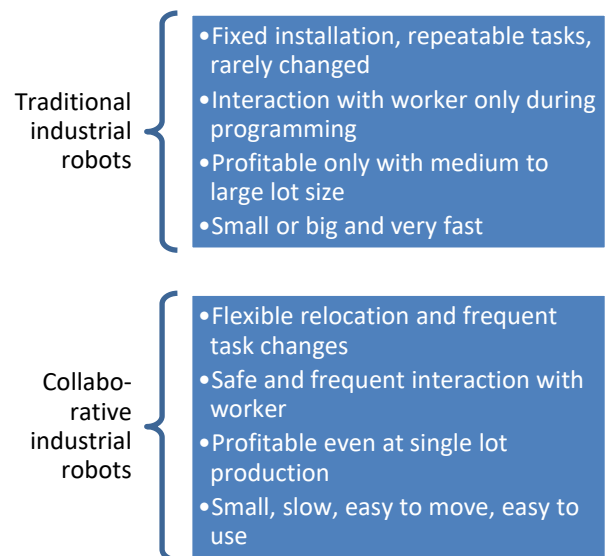 Traditional
industrial
robots
•Fixed installation, repeatable tasks,
rarely changed
•Interaction with worker only during
programming
•Profitable only with medium to
large lot size
•Small or big and very fast
Collabo-
rative
industrial
robots
•Flexible relocation and frequent
task changes
•Safe and frequent interaction with
worker
•Profitable even at single lot
production
•Small, slow, easy to move, easy to
use